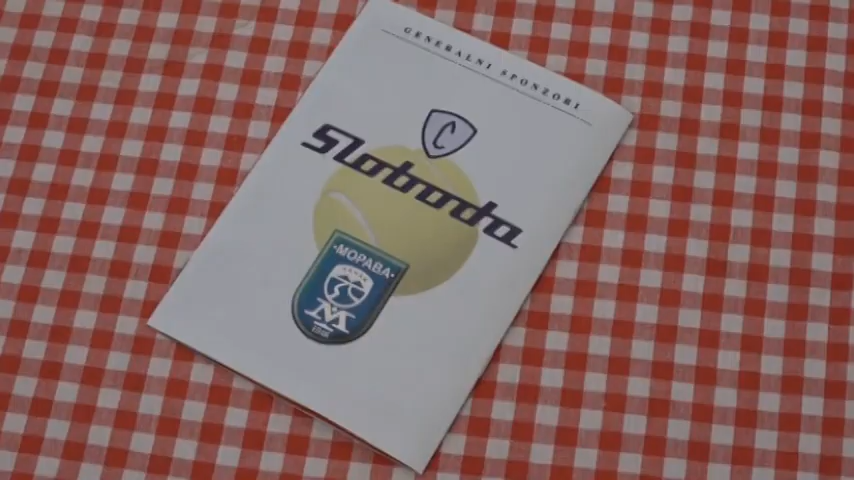 GENERALNI SPONZORI
C
Sloboda
·МОРАВА·
M